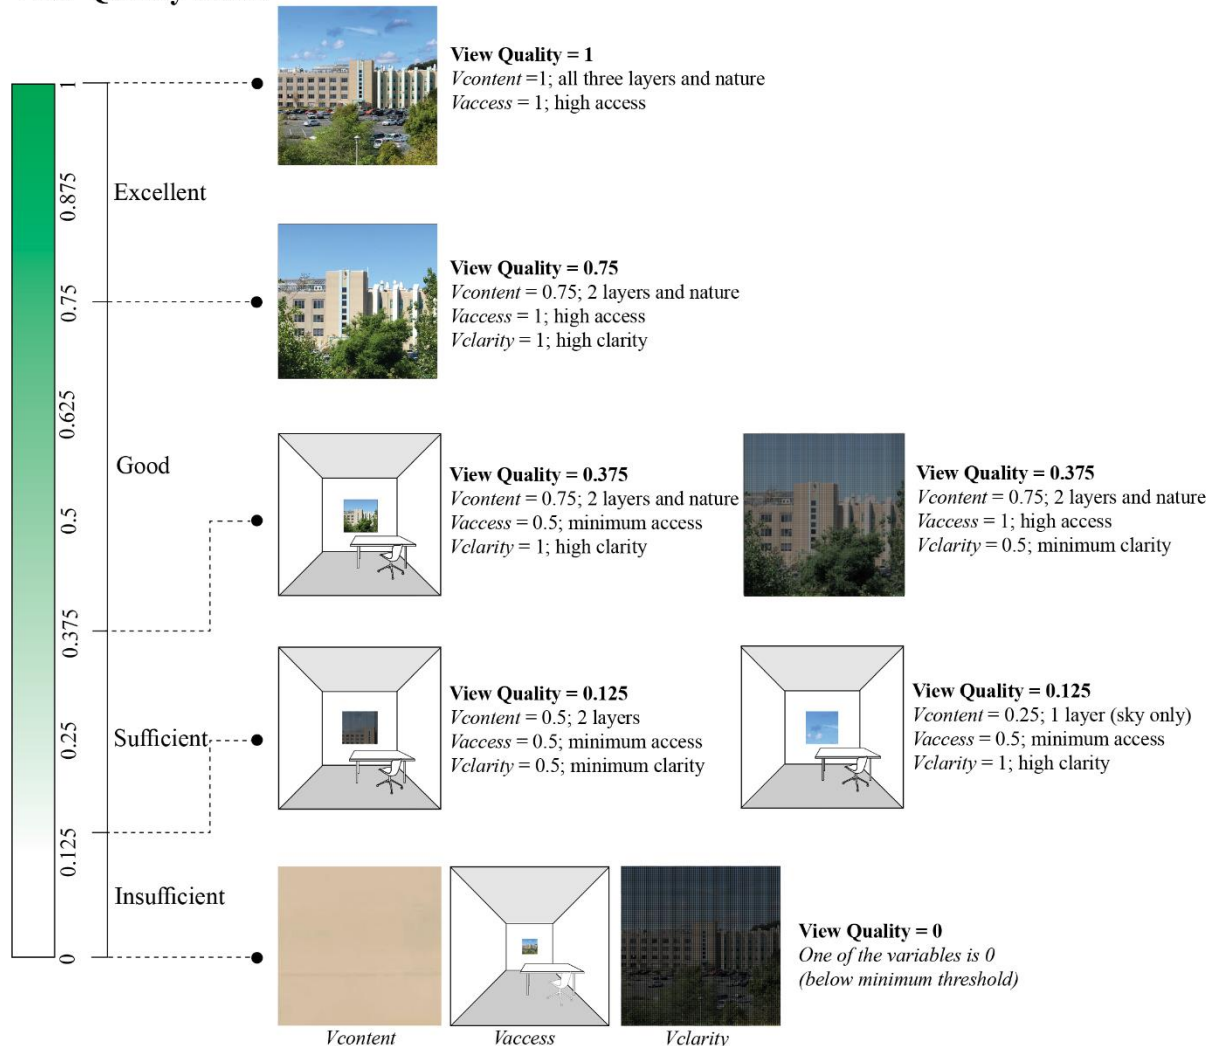 View Quality = 1
Vcontent =1; all three layers and nature
Vaccess = 1; high access
1
0.875
0.75
0.625
0.5
0.375
0.25
0.125
0
Excellent
View Quality = 0.75
Vcontent = 0.75; 2 layers and nature
Vaccess = 1; high access
Vclarity = 1; high clarity
Good
View Quality = 0.375
Vcontent = 0.75; 2 layers and nature
Vaccess = 0.5; minimum access
Vclarity = 1; high clarity
View Quality = 0.375
Vcontent = 0.75; 2 layers and nature
Vaccess = 1; high access
Vclarity = 0.5; minimum clarity
Sufficient
View Quality = 0.125
Vcontent = 0.5; 2 layers
Vaccess = 0.5; minimum access
Vclarity = 0.5; minimum clarity
View Quality = 0.125
Vcontent = 0.25; 1 layer (sky only)
Vaccess = 0.5; minimum access
Vclarity = 1; high clarity
Insufficient
View Quality = 0
One of the variables is 0
(below minimum threshold)
Vcontent
Vaccess
Vclarity